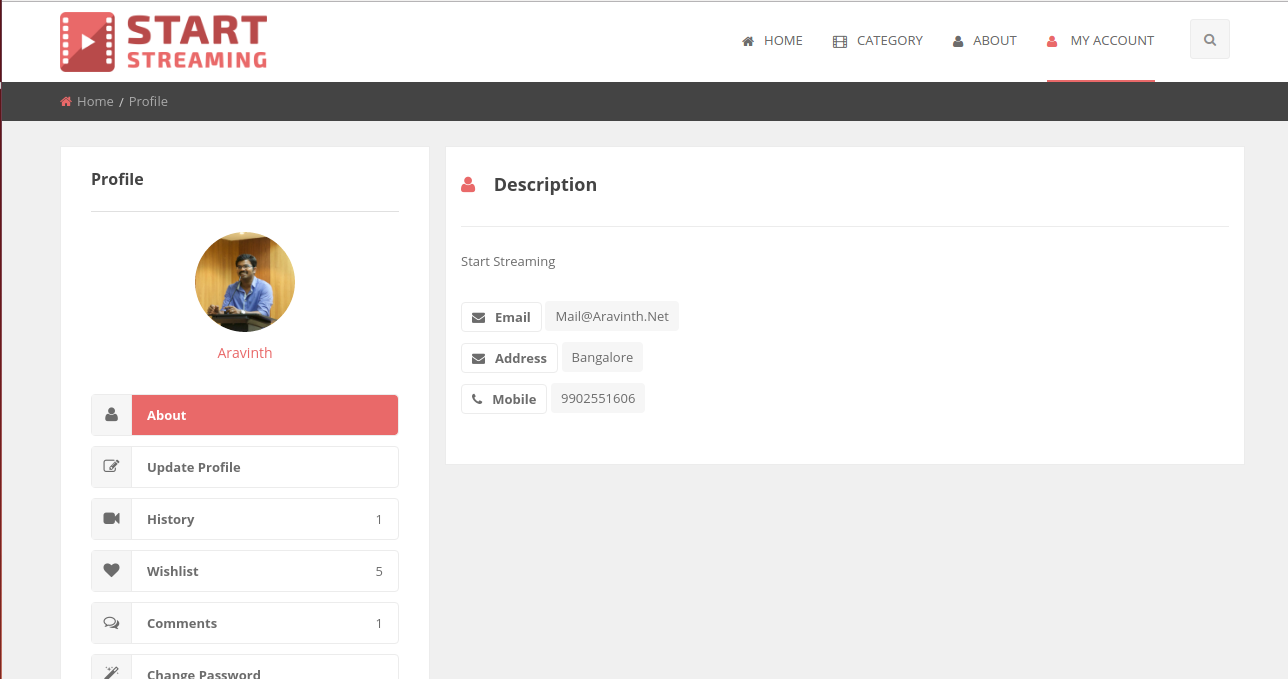 START
STREAMING
HOME
CATEGORY
ABOUT
MY ACCOUNT
Home / Profile
Profile
Aravinth
About
Update Profile
History 1
Wishlist 5
Comments 1
Change Password
Description
Start Streaming
Email Mail@Aravinth.Net
Address Bangalore
Mobile 9902551606